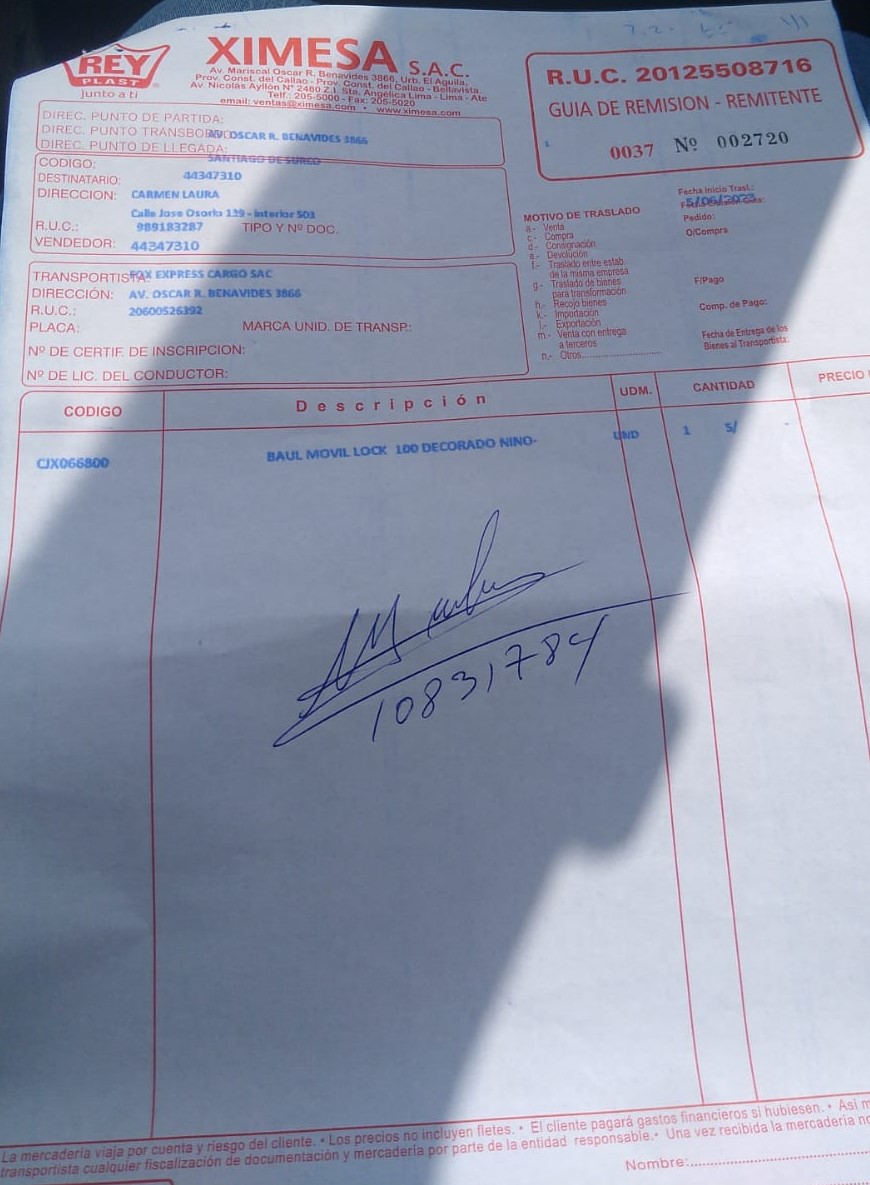 REY
PLAST
Junto a ti
XIMESA S.A.C.
Av. Mariscal Oscar R. Benavides 3866, Urb. El Aguila,
Prov. Const. del Callao - Prov. Const. del Callao - Bellavista.
Av. Nicolás Ayllón N° 2480 Z.I. Sta. Angélica Lima - Lima - Ate
Telf.: 205-5000 - Fax: 205-5020
email: ventas@ximesa.com • www.ximesa.com
R.U.C. 20125508716
GUIA DE REMISION - REMITENTE
0037 Nº 002720
DIREC. PUNTO DE PARTIDA:
DIREC. PUNTO TRANSBORDO: AV. OSCAR R. BENAVIDES 3866
DIREC. PUNTO DE LLEGADA:
SANTIAGO DE SURCO
CODIGO: 44347310
DESTINATARIO:
DIRECCION: CARMEN LAURA
Calle Jose Osorio 139 - Interior 503
R.U.C.: 989183287 TIPO Y Nº DOC.
VENDEDOR: 44347310
MOTIVO DE TRASLADO
a.- Venta
c.- Compra
d.- Consignación
e.- Devolución
f.- Traslado entre estab.
de la misma empresa
g.- Traslado de bienes
para transformación
h.- Recojo bienes
k.- Importación
l.- Exportación
m.- Venta con entrega
a terceros
n.- Otros
Fecha Inicio Trasl.:
5/06/2023
Pedido:
O/Compra
F/Pago
Comp. de Pago:
Fecha de Entrega de los
Bienes al Transportista:
TRANSPORTISTA: FOX EXPRESS CARGO SAC
DIRECCIÓN: AV. OSCAR R. BENAVIDES 3866
R.U.C.: 20600526392
PLACA: MARCA UNID. DE TRANSP.:
Nº DE CERTIF. DE INSCRIPCION:
Nº DE LIC. DEL CONDUCTOR:
CODIGO Descripción UDM. CANTIDAD PRECIO
CJX066800 BAUL MOVIL LOCK 100 DECORADO NINO- UND 1 S/ -
10831784
La mercadería viaja por cuenta y riesgo del cliente. • Los precios no incluyen fletes. • El cliente pagará gastos financieros si hubiesen. • Asi m
transportista cualquier fiscalización de documentación y mercadería por parte de la entidad responsable. • Una vez recibida la mercadería no
Nombre: